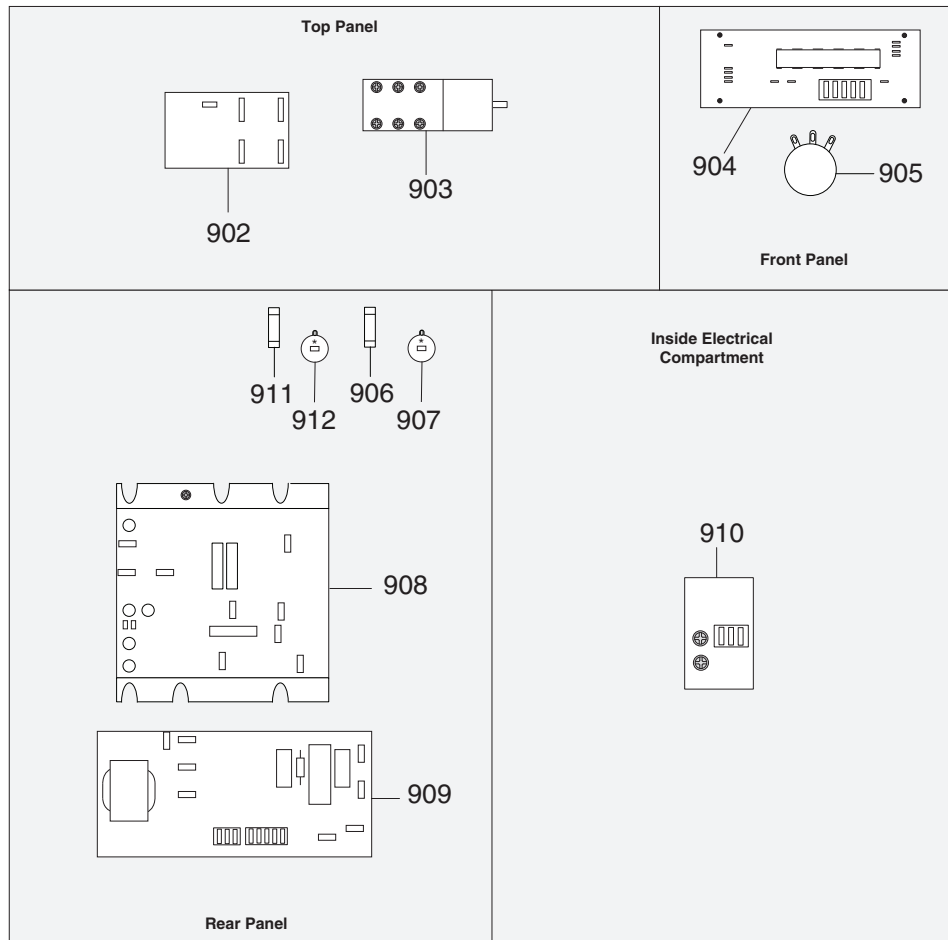 Top Panel
902
903
904
905
Front Panel
911
912
906
907
908
909
Rear Panel
Inside Electrical
Compartment
910